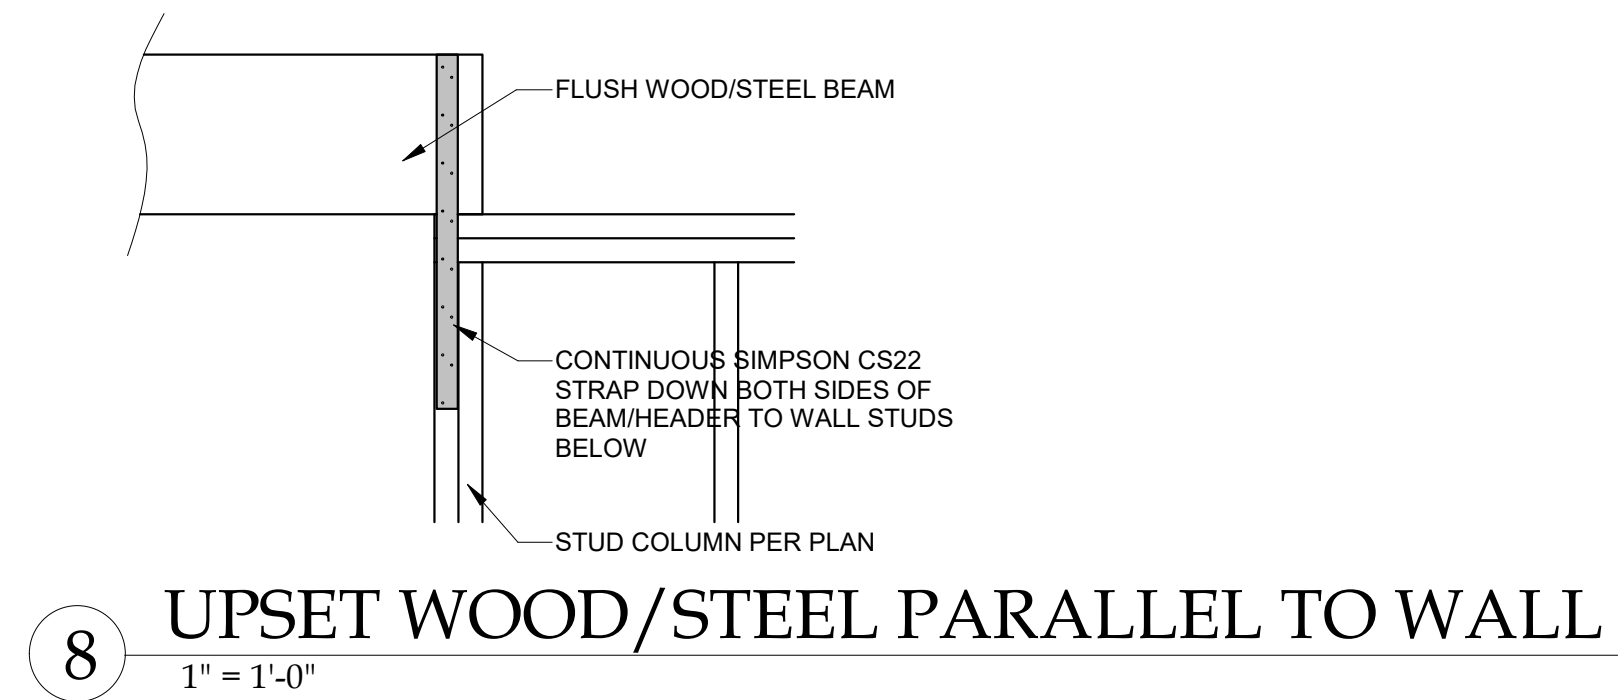 FLUSH WOOD/STEEL BEAM
CONTINUOUS SIMPSON CS22
STRAP DOWN BOTH SIDES OF
BEAM/HEADER TO WALL STUDS
BELOW
STUD COLUMN PER PLAN
8
UPSET WOOD/STEEL PARALLEL TO WALL
1" = 1'-0"